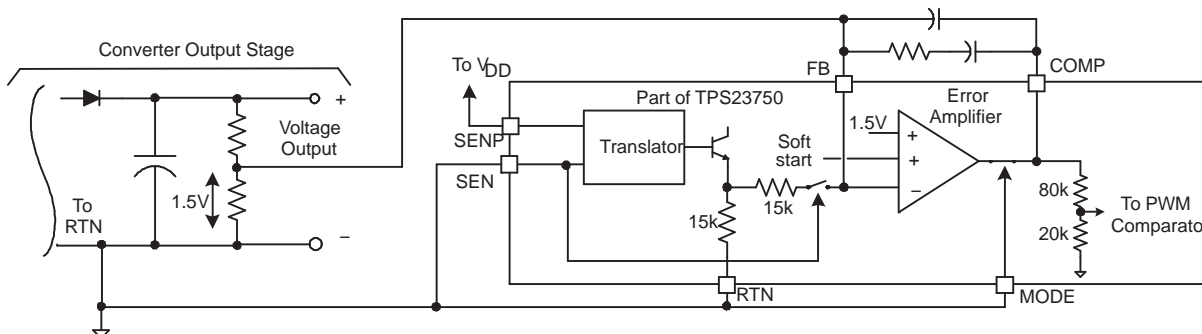 Converter Output Stage
+
Voltage
Output
1.5V
To
RTN
−
To V
DD
SENP
SEN
Part of TPS23750
Translator
15k
15k
Soft
start
FB
COMP
Error
Amplifier
1.5V
+
+
−
80k
20k
To PWM
Comparato
RTN
MODE